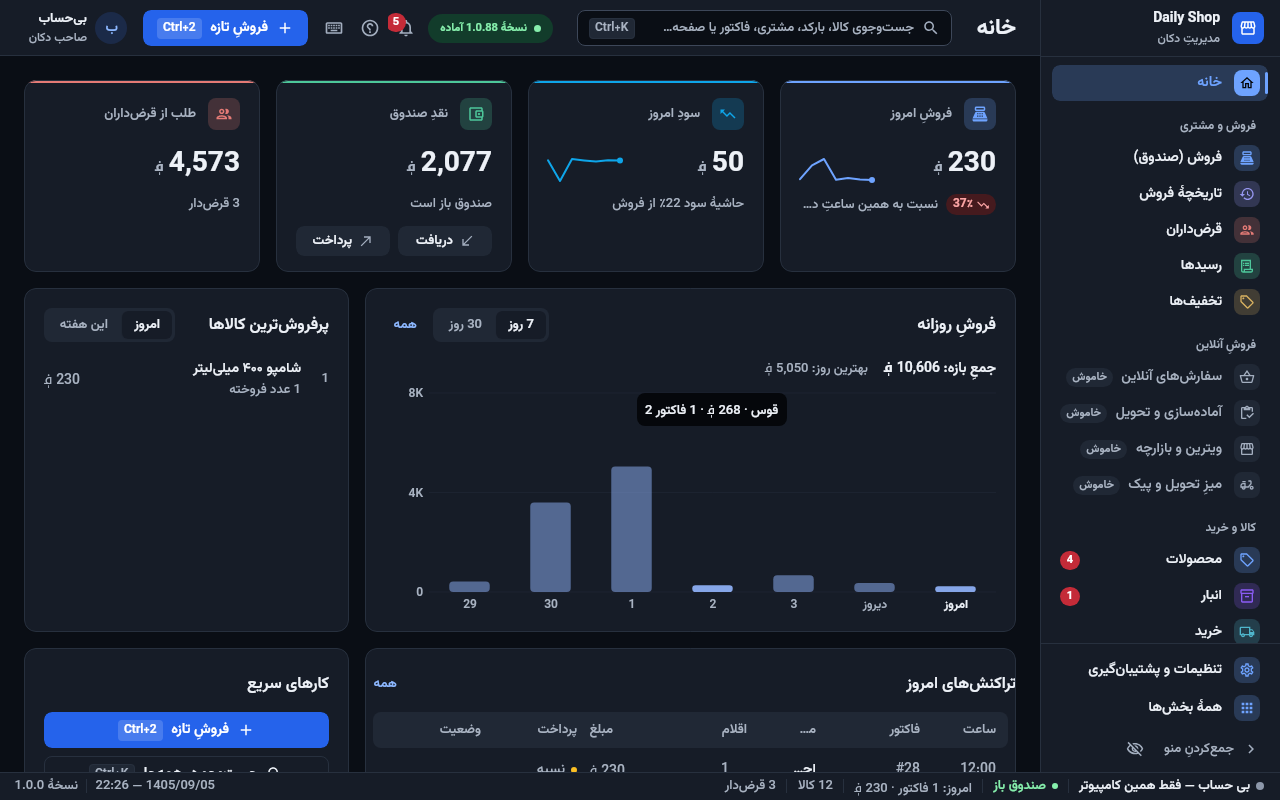 Daily Shop
مدیریتِ دکان
خانه
جست‌وجوی کالا، بارکد، مشتری، فاکتور یا صفحه...
Ctrl+K
نسخهٔ 1.0.88 آماده
5
فروشِ تازه
Ctrl+2
بی‌حساب
صاحب دکان
ب
خانه
فروش و مشتری
فروش (صندوق)
تاریخچهٔ فروش
قرض‌داران
رسیدها
تخفیف‌ها
فروشِ آنلاین
سفارش‌های آنلاین
خاموش
آماده‌سازی و تحویل
خاموش
ویترین و بازارچه
خاموش
میزِ تحویل و پیک
خاموش
کالا و خرید
محصولات
4
انبار
1
خرید
تنظیمات و پشتیبان‌گیری
همهٔ بخش‌ها
جمع‌کردنِ منو
فروشِ امروز
230 ؋
37٪
نسبت به همین ساعتِ د...
سودِ امروز
50 ؋
حاشیهٔ سود 22٪ از فروش
نقدِ صندوق
2,077 ؋
صندوق باز است
دریافت
پرداخت
طلب از قرض‌داران
4,573 ؋
3 قرض‌دار
فروشِ روزانه
7 روز
30 روز
همه
جمعِ بازه: 10,606 ؋
بهترین روز: 5,050 ؋
8K
2 قوس · 268 ؋ · 1 فاکتور
4K
0
29
30
1
2
3
دیروز
امروز
پرفروش‌ترین کالاها
امروز
این هفته
1
شامپو ۴۰۰ میلی‌لیتر
1 عدد فروخته
230 ؋
تراکنش‌های امروز
همه
ساعت
فاکتور
م...
اقلام
مبلغ
پرداخت
وضعیت
12:00
#28
اح...
1
230 ؋
نسیه
کارهای سریع
فروشِ تازه
Ctrl+2
Ctrl+K
بی حساب — فقط همین کامپیوتر
صندوق باز
امروز: 1 فاکتور · 230 ؋
12 کالا
3 قرض‌دار
1405/09/05 — 22:26
نسخهٔ 1.0.0